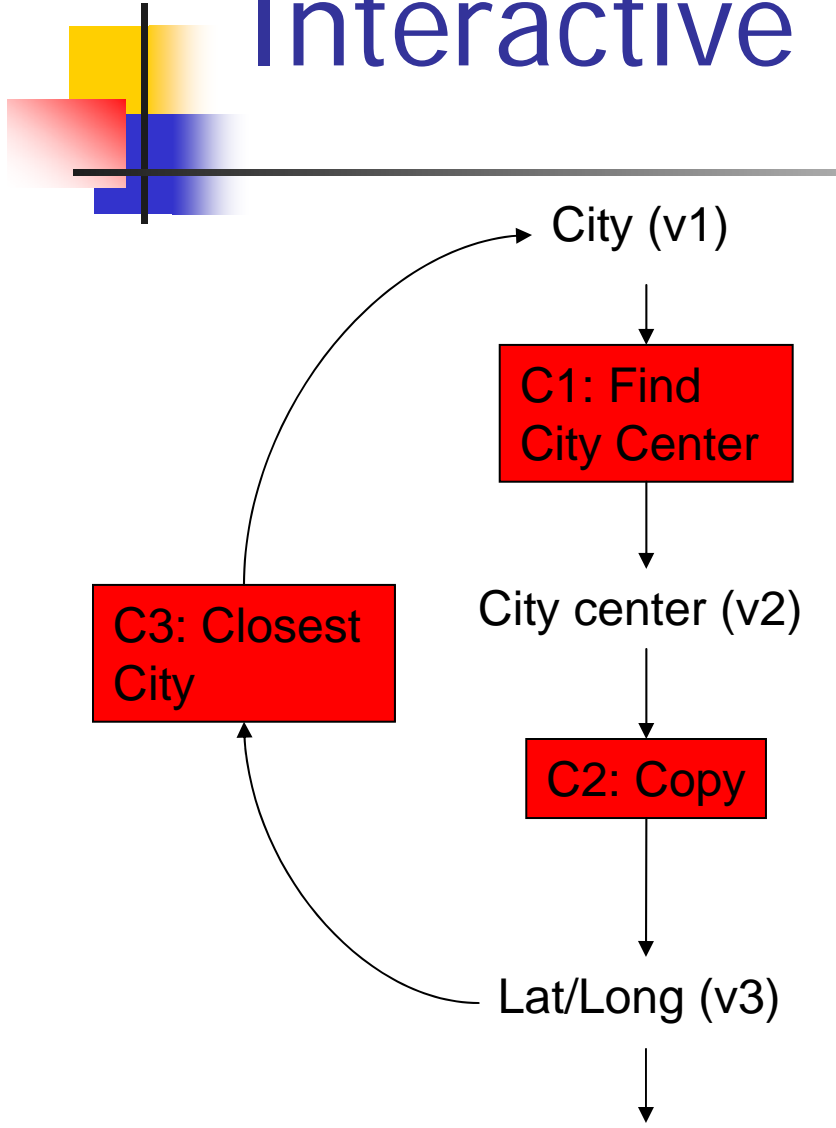 Interactive
City (v1)
C1: Find
City Center
City center (v2)
C3: Closest
City
C2: Copy
Lat/Long (v3)